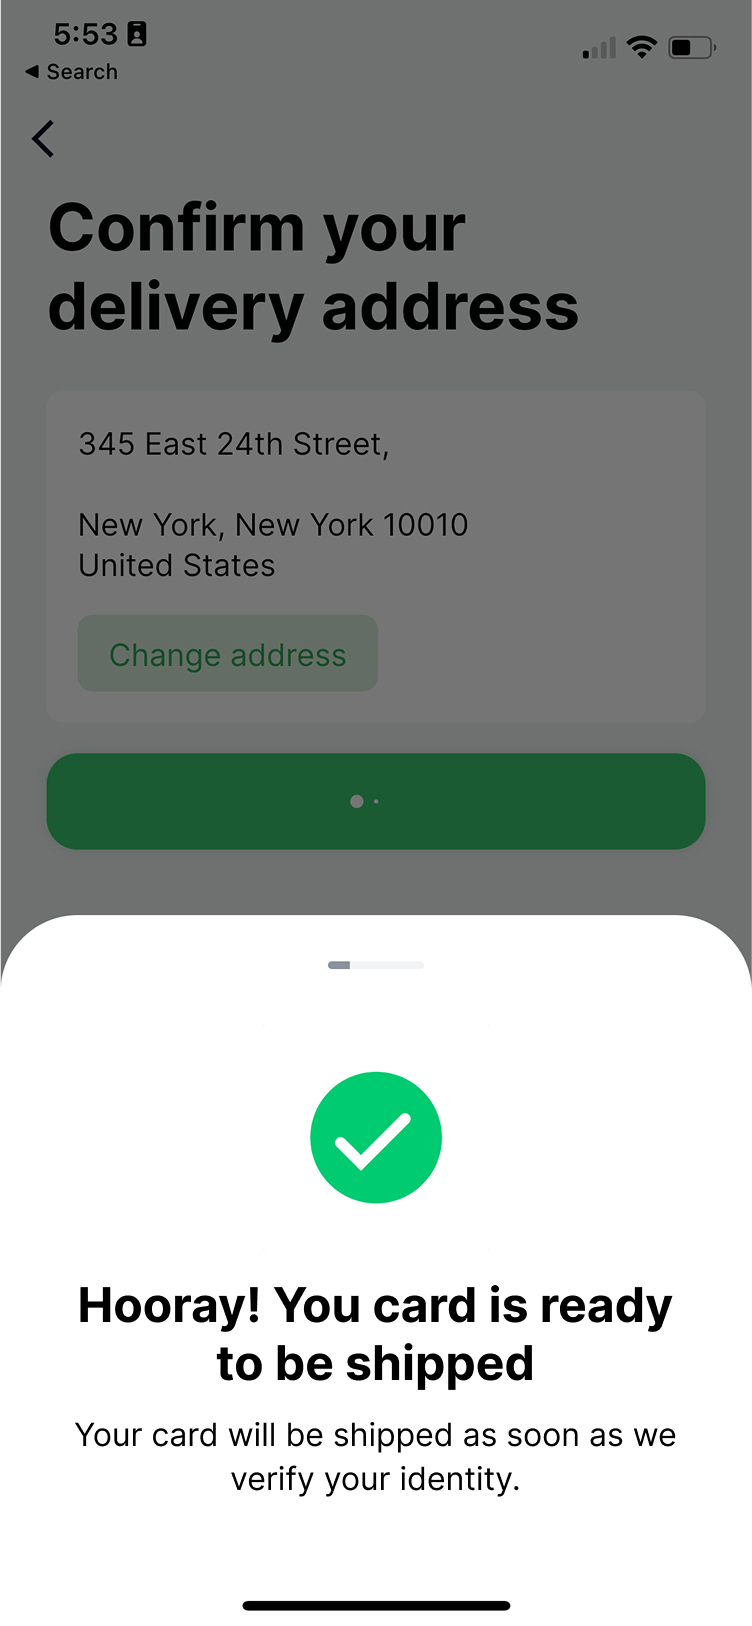 5:53
◀ Search
Confirm your
delivery address
345 East 24th Street,
New York, New York 10010
United States
Change address
Hooray! You card is ready
to be shipped
Your card will be shipped as soon as we
verify your identity.